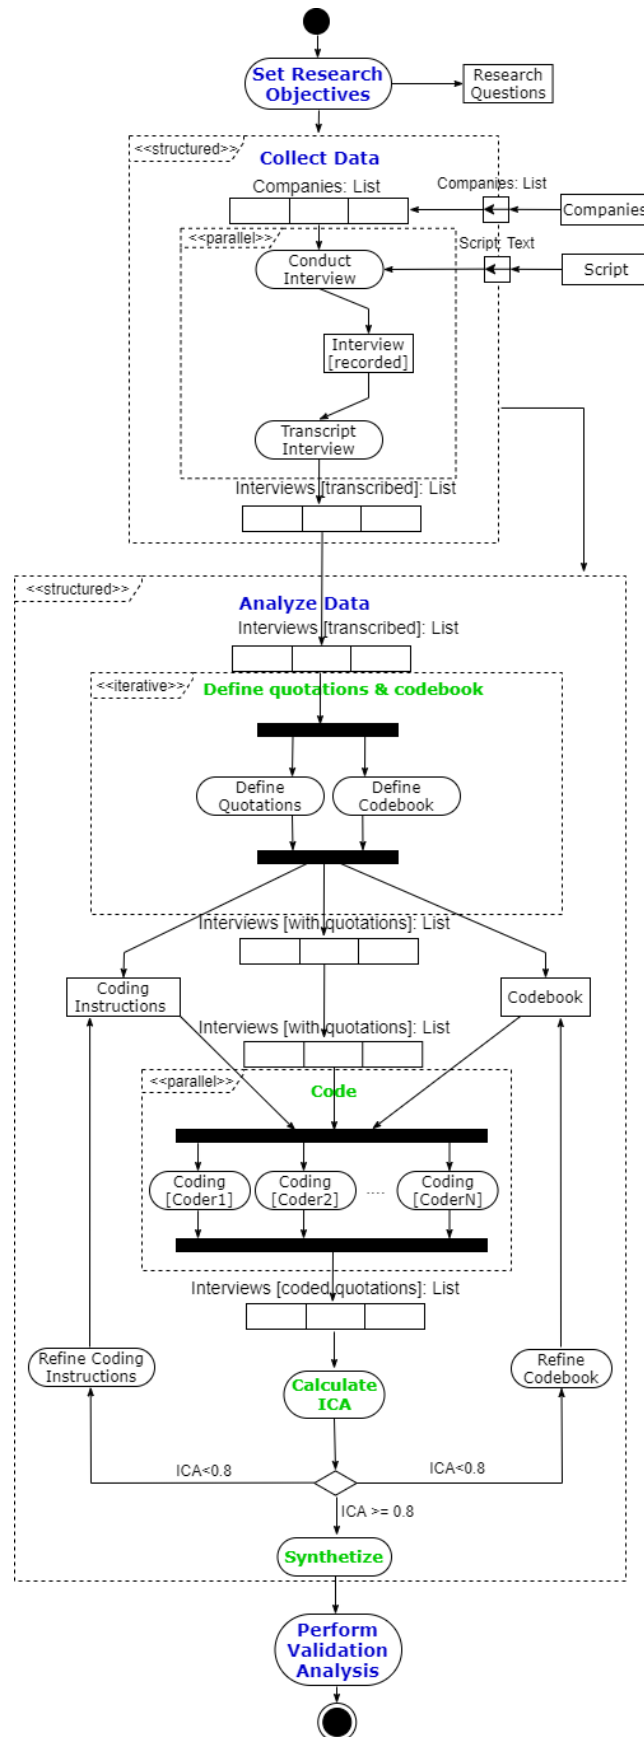 Set Research
Objectives
Research
Questions
<<structured>>
Collect Data
Companies: List
Companies: List
Companies
<<parallel>>
Script: Text
Conduct
Interview
Script
Interview
[recorded]
Transcript
Interview
Interviews [transcribed]: List
<<structured>>
Analyze Data
Interviews [transcribed]: List
<<iterative>>
Define quotations & codebook
Define
Quotations
Define
Codebook
Interviews [with quotations]: List
Coding
Instructions
Codebook
Interviews [with quotations]: List
<<parallel>>
Code
Coding
[Coder1]
Coding
[Coder2]
....
Coding
[CoderN]
Interviews [coded quotations]: List
Refine Coding
Instructions
Refine
Codebook
Calculate
ICA
ICA<0.8
ICA<0.8
ICA >= 0.8
Synthetize
Perform
Validation
Analysis